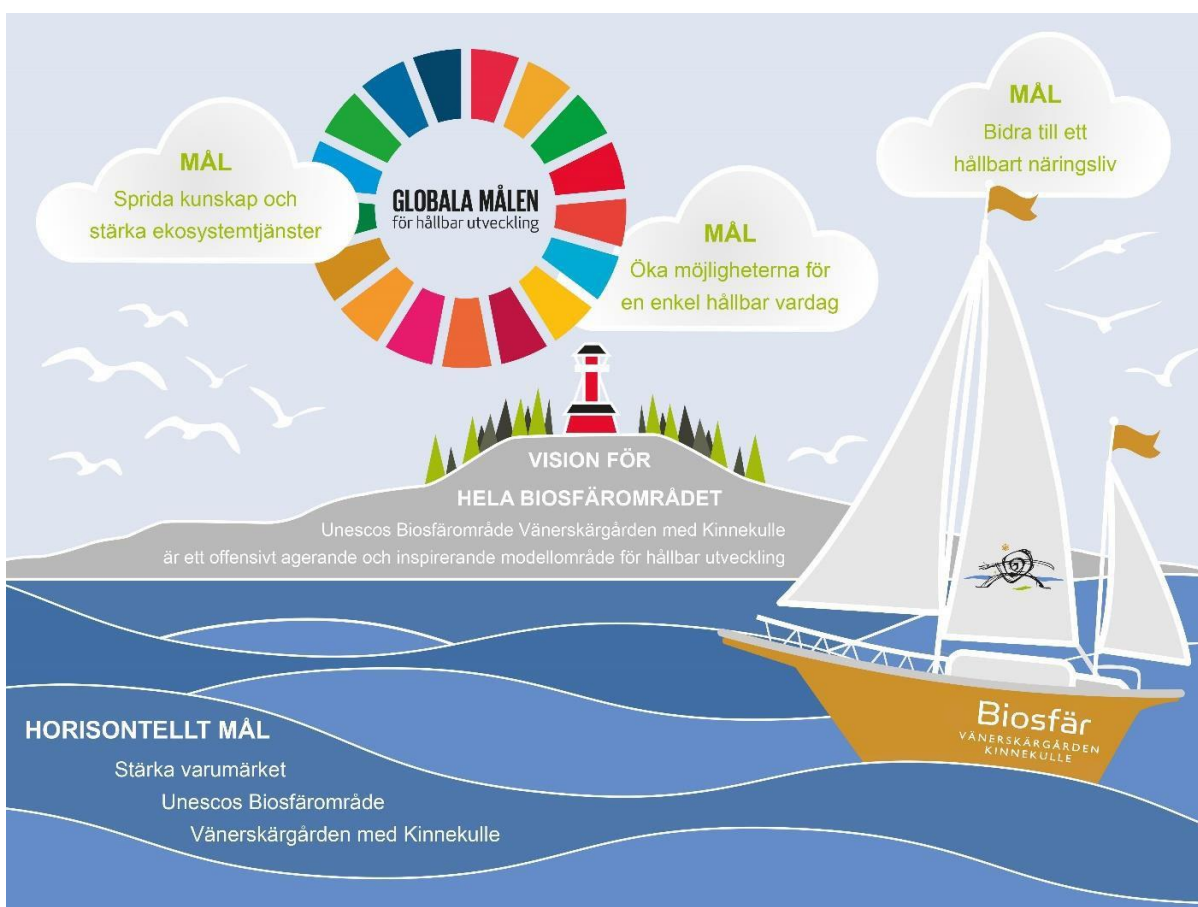 MÅL
Sprida kunskap och
stärka ekosystemtjänster
GLOBALA MÅLEN
för hållbar utveckling
MÅL
Öka möjligheterna för
en enkel hållbar vardag
MÅL
Bidra till ett
hållbart näringsliv
VISION FÖR
HELA BIOSFÄROMRÅDET
Unescos Biosfärområde Vänerskärgården med Kinnekulle
är ett offensivt agerande och inspirerande modellområde för hållbar utveckling
Biosfär
VÄNERSKÄRGÅRDEN
KINNEKULLE
HORISONTELLT MÅL
Stärka varumärket
Unescos Biosfärområde
Vänerskärgården med Kinnekulle